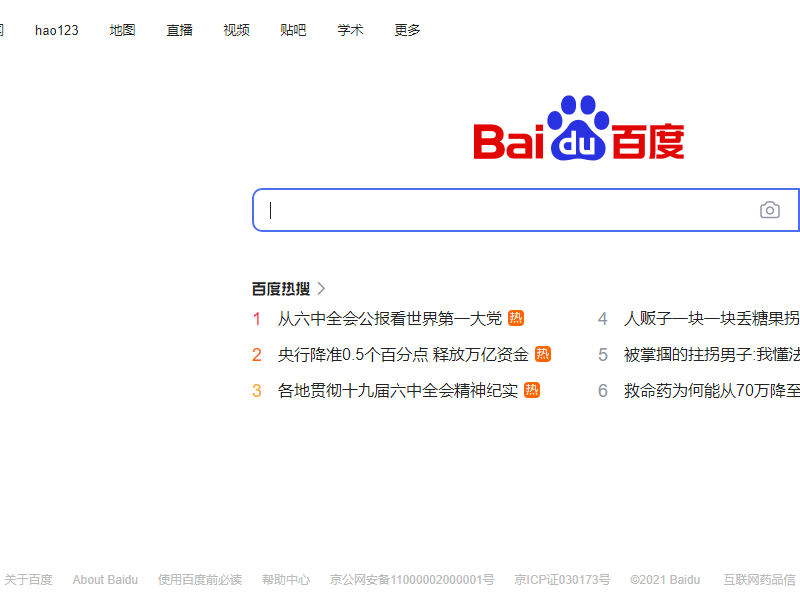 hao123 地图 直播 视频 贴吧 学术 更多
Bai du 百度
百度热搜
1 从六中全会公报看世界第一大党 热
4 人贩子一块一块丢糖果拐
2 央行降准0.5个百分点 释放万亿资金 热
5 被掌掴的拄拐男子:我懂法
3 各地贯彻十九届六中全会精神纪实 热
6 救命药为何能从70万降至
关于百度 About Baidu 使用百度前必读 帮助中心 京公网安备11000002000001号 京ICP证030173号 ©2021 Baidu 互联网药品信